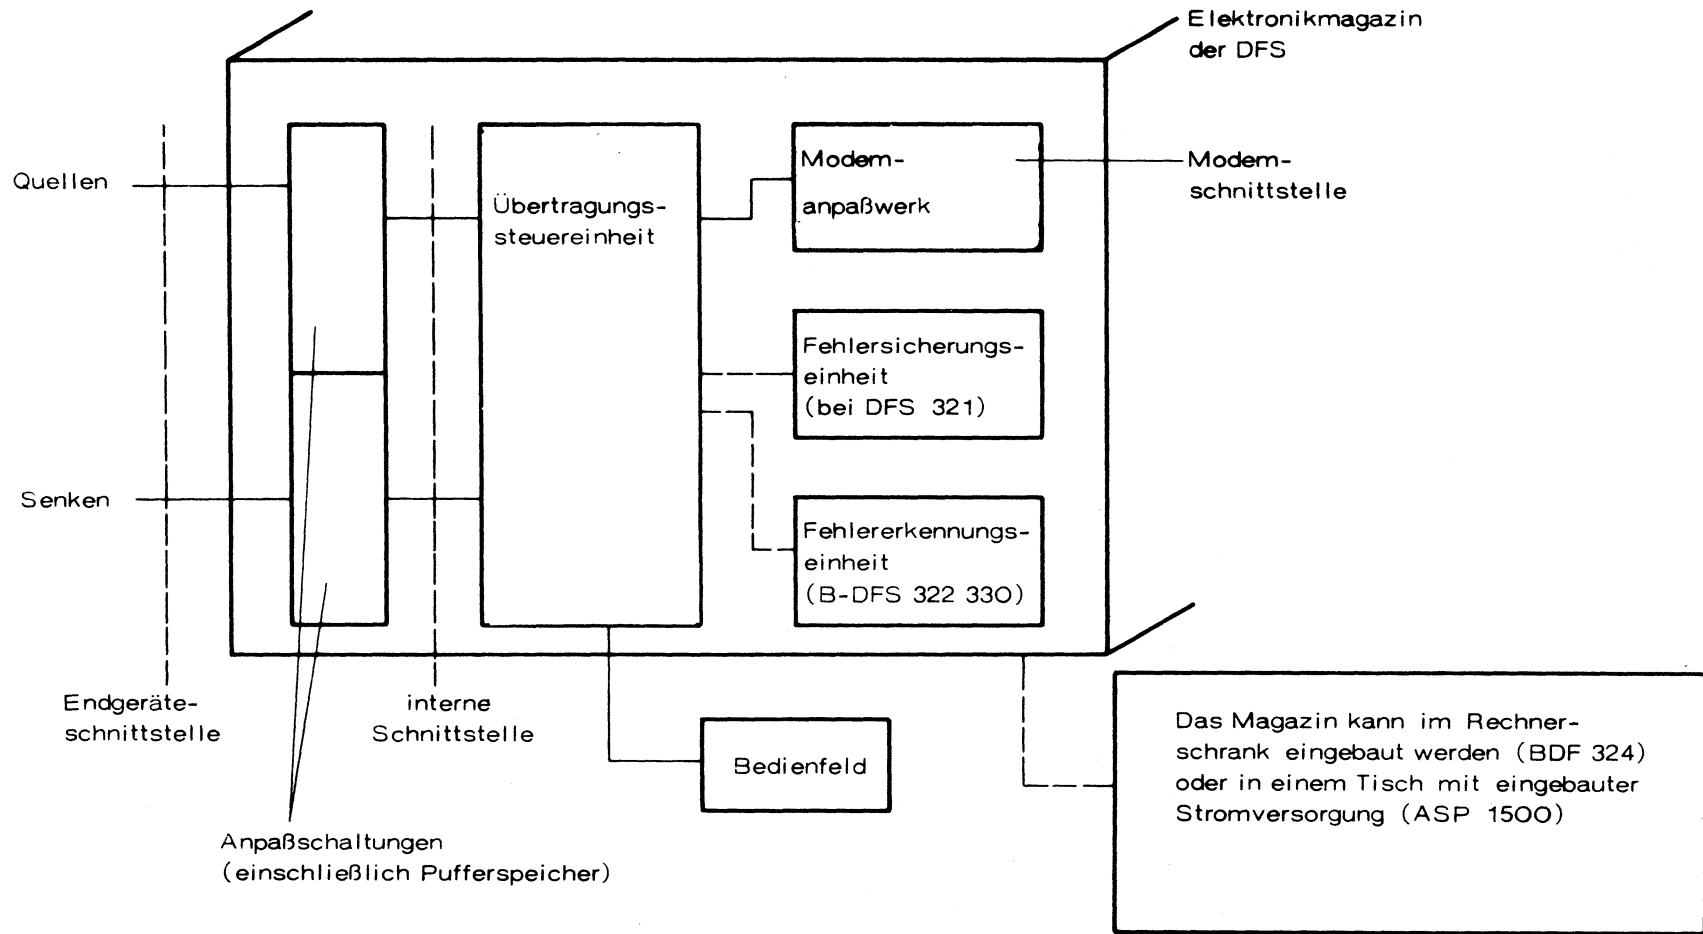 Elektronikmagazin
der DFS
Quellen
Übertragungs-
steuereinheit
Modem-
anpaßwerk
Modem-
schnittstelle
Fehlersicherungs-
einheit
(bei DFS 321)
Senken
Fehlererkennungs-
einheit
(B-DFS 322 330)
Endgeräte-
schnittstelle
interne
Schnittstelle
Bedienfeld
Das Magazin kann im Rechner-
schrank eingebaut werden (BDF 324)
oder in einem Tisch mit eingebauter
Stromversorgung (ASP 1500)
Anpaßschaltungen
(einschließlich Pufferspeicher)